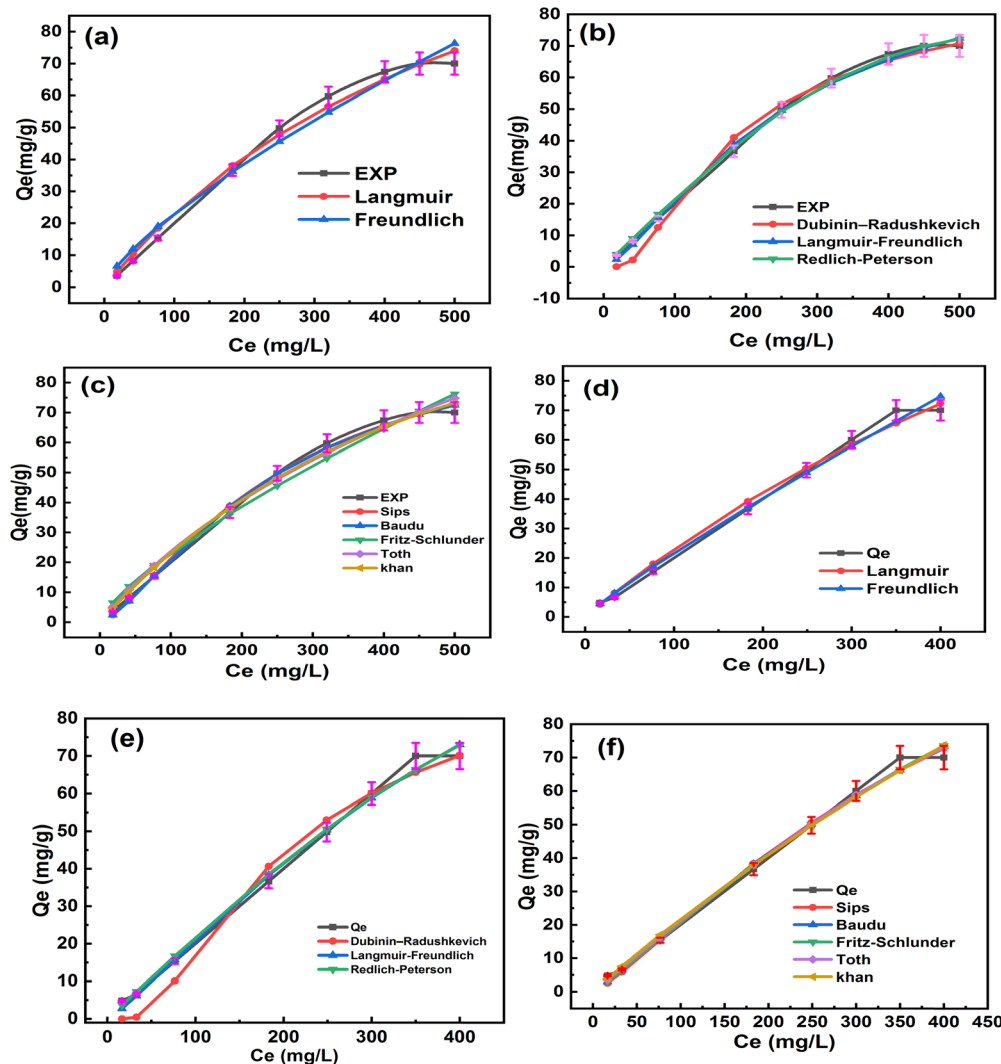 (a)
80
70
60
50
40
30
20
10
0
Qe(mg/g)
EXP
Langmuir
Freundlich
0 100 200 300 400 500
Ce (mg/L)
(b)
80
70
60
50
40
30
20
10
0
-10
Qe(mg/g)
EXP
Dubinin–Radushkevich
Langmuir-Freundlich
Redlich-Peterson
0 100 200 300 400 500
Ce (mg/L)
(c)
80
70
60
50
40
30
20
10
0
Qe(mg/g)
EXP
Sips
Baudu
Fritz-Schlunder
Toth
khan
0 100 200 300 400 500
Ce (mg/L)
(d)
80
70
60
50
40
30
20
10
0
Qe (mg/g)
Qe
Langmuir
Freundlich
0 100 200 300 400
Ce (mg/L)
(e)
80
70
60
50
40
30
20
10
0
Qe (mg/g)
Qe
Dubinin–Radushkevich
Langmuir-Freundlich
Redlich-Peterson
0 100 200 300 400
Ce (mg/L)
(f)
80
70
60
50
40
30
20
10
0
Qe (mg/g)
Qe
Sips
Baudu
Fritz-Schlunder
Toth
khan
0 50 100 150 200 250 300 350 400 450
Ce (mg/L)